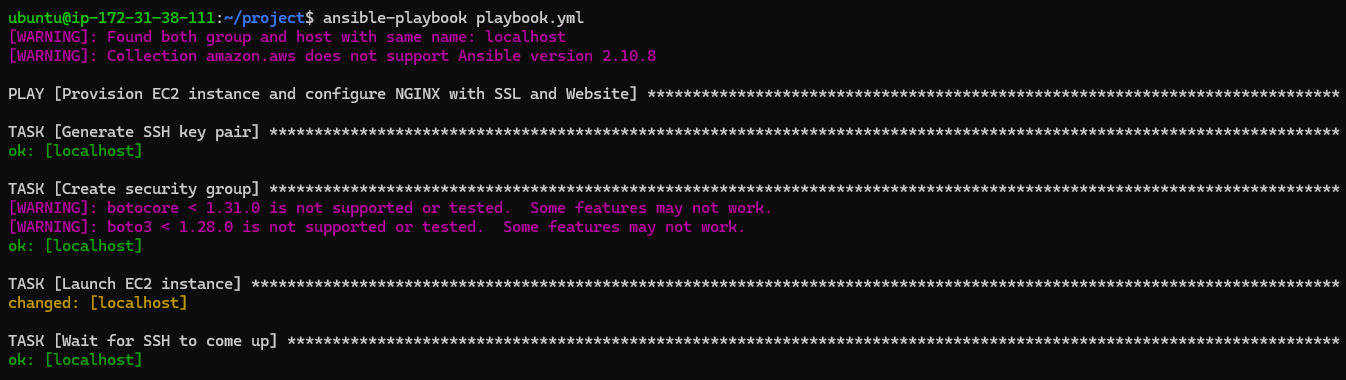 ubuntu@ip-172-31-38-111:~/project$ ansible-playbook playbook.yml
[WARNING]: Found both group and host with same name: localhost
[WARNING]: Collection amazon.aws does not support Ansible version 2.10.8
PLAY [Provision EC2 instance and configure NGINX with SSL and Website] *****************************************************************************
TASK [Generate SSH key pair] ***********************************************************************************************************************
ok: [localhost]
TASK [Create security group] ***********************************************************************************************************************
[WARNING]: botocore < 1.31.0 is not supported or tested.  Some features may not work.
[WARNING]: boto3 < 1.28.0 is not supported or tested.  Some features may not work.
ok: [localhost]
TASK [Launch EC2 instance] *************************************************************************************************************************
changed: [localhost]
TASK [Wait for SSH to come up] *********************************************************************************************************************
ok: [localhost]